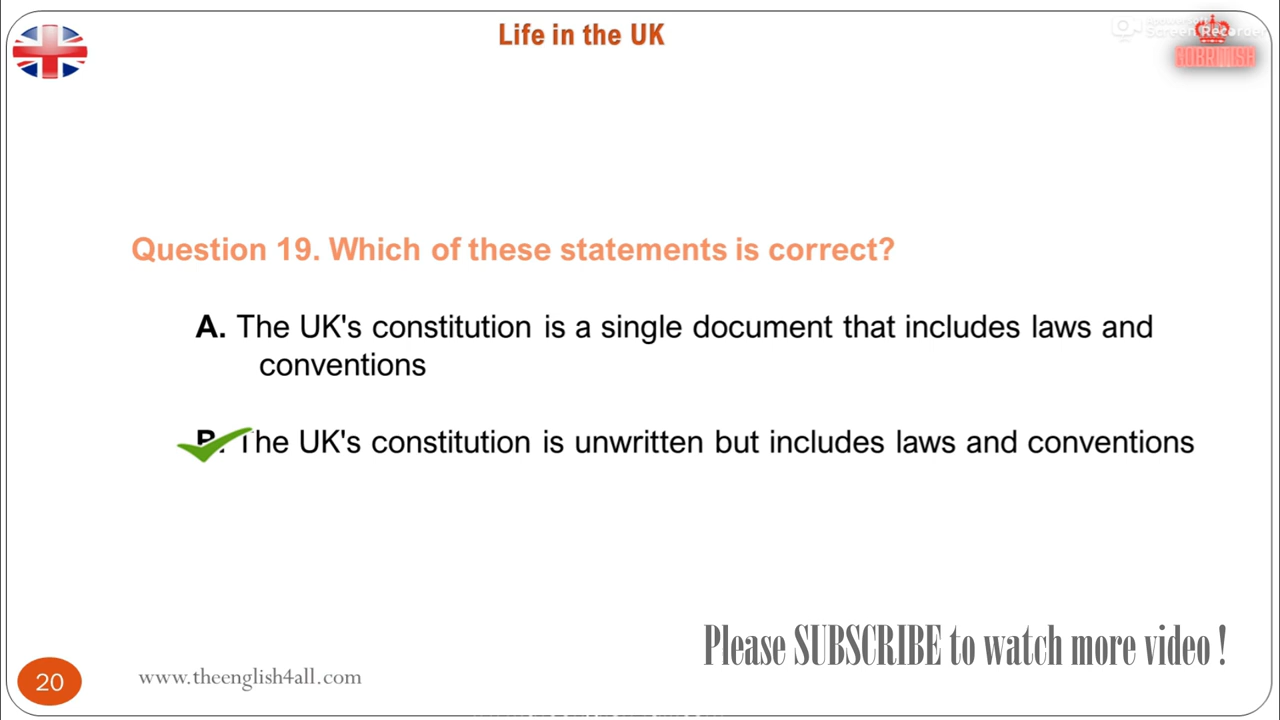 Life in the UK
Screen Recorder
Question 19. Which of these statements is correct?
A. The UK's constitution is a single document that includes laws and
conventions
B. The UK's constitution is unwritten but includes laws and conventions
Please SUBSCRIBE to watch more video !
20
www.theenglish4all.com